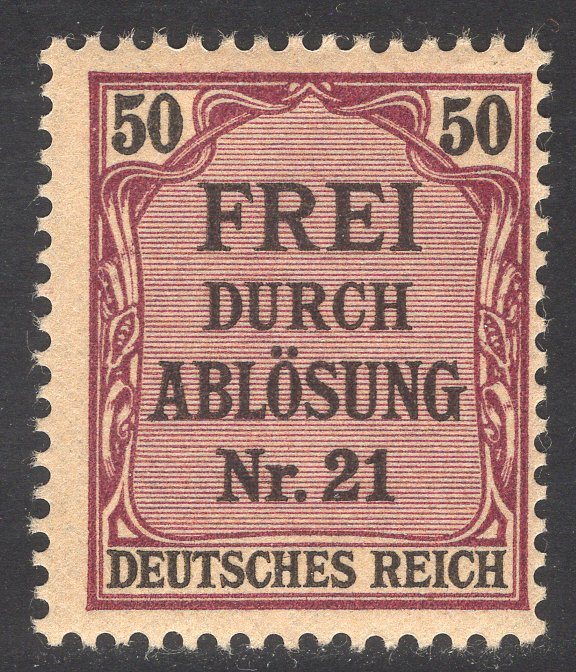 50 50
FREI
DURCH
ABLÖSUNG
Nr. 21
DEUTSCHES REICH